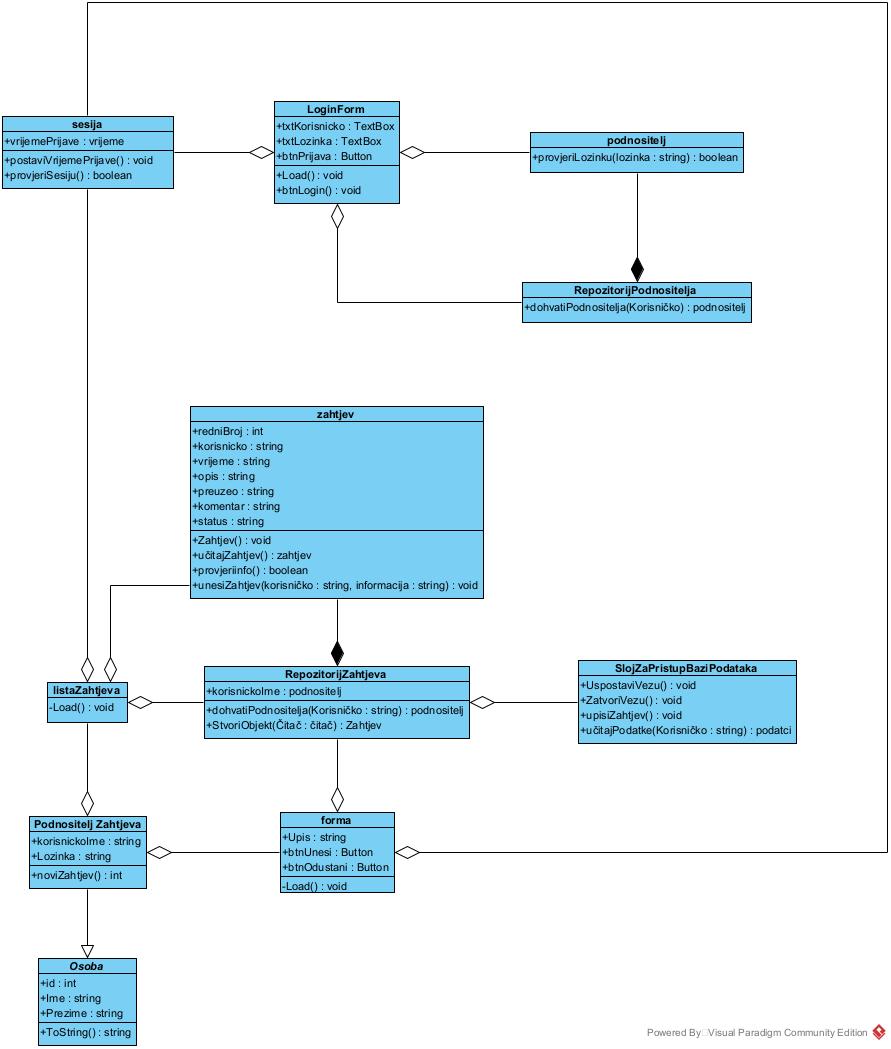 LoginForm
+txtKorisnicko : TextBox
+txtLozinka : TextBox
+btnPrijava : Button
+Load() : void
+btnLogin() : void
sesija
+vrijemePrijave : vrijeme
+postaviVrijemePrijave() : void
+provjeriSesiju() : boolean
podnositelj
+provjeriLozinku(lozinka : string) : boolean
RepozitorijPodnositelja
+dohvatiPodnositelja(Korisničko) : podnositelj
zahtjev
+redniBroj : int
+korisnicko : string
+vrijeme : string
+opis : string
+preuzeo : string
+komentar : string
+status : string
+Zahtjev() : void
+učitajZahtjev() : zahtjev
+provjeriinfo() : boolean
+unesiZahtjev(korisničko : string, informacija : string) : void
listaZahtjeva
-Load() : void
RepozitorijZahtjeva
+korisnickoIme : podnositelj
+dohvatiPodnositelja(Korisničko : string) : podnositelj
+StvoriObjekt(Čitač : čitač) : Zahtjev
SlojZaPristupBaziPodataka
+UspostaviVezu() : void
+ZatvoriVezu() : void
+upisiZahtjev() : void
+učitajPodatke(Korisničko : string) : podatci
Podnositelj Zahtjeva
+korisnickoIme : string
+Lozinka : string
+noviZahtjev() : int
forma
+Upis : string
+btnUnesi : Button
+btnOdustani : Button
-Load() : void
Osoba
+id : int
+Ime : string
+Prezime : string
+ToString() : string
Powered By Visual Paradigm Community Edition